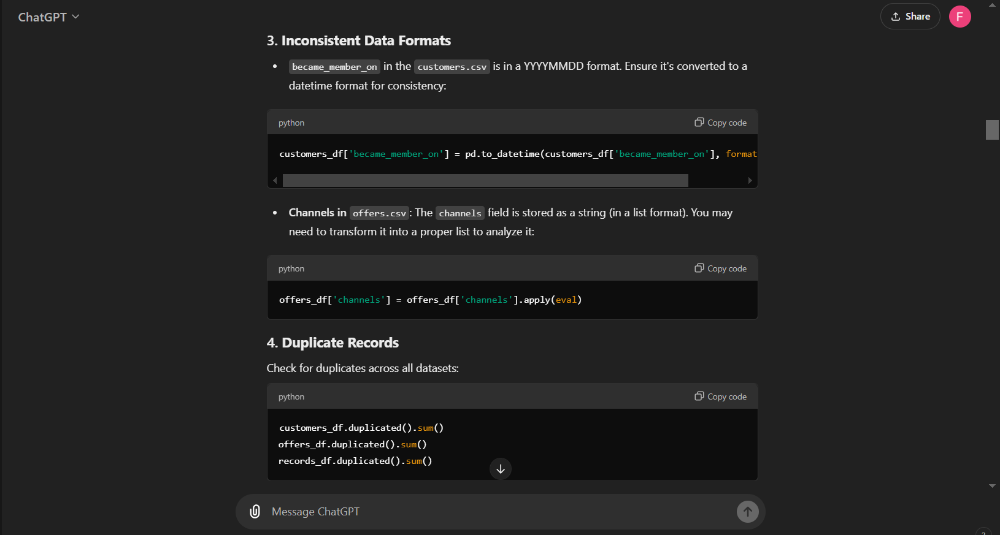 ChatGPT
Share
F
3. Inconsistent Data Formats
became_member_on in the customers.csv is in a YYYYMMDD format. Ensure it's converted to a
datetime format for consistency:
python
Copy code
customers_df['became_member_on'] = pd.to_datetime(customers_df['became_member_on'], format
Channels in offers.csv: The channels field is stored as a string (in a list format). You may
need to transform it into a proper list to analyze it:
python
Copy code
offers_df['channels'] = offers_df['channels'].apply(eval)
4. Duplicate Records
Check for duplicates across all datasets:
python
Copy code
customers_df.duplicated().sum()
offers_df.duplicated().sum()
records_df.duplicated().sum()
Message ChatGPT